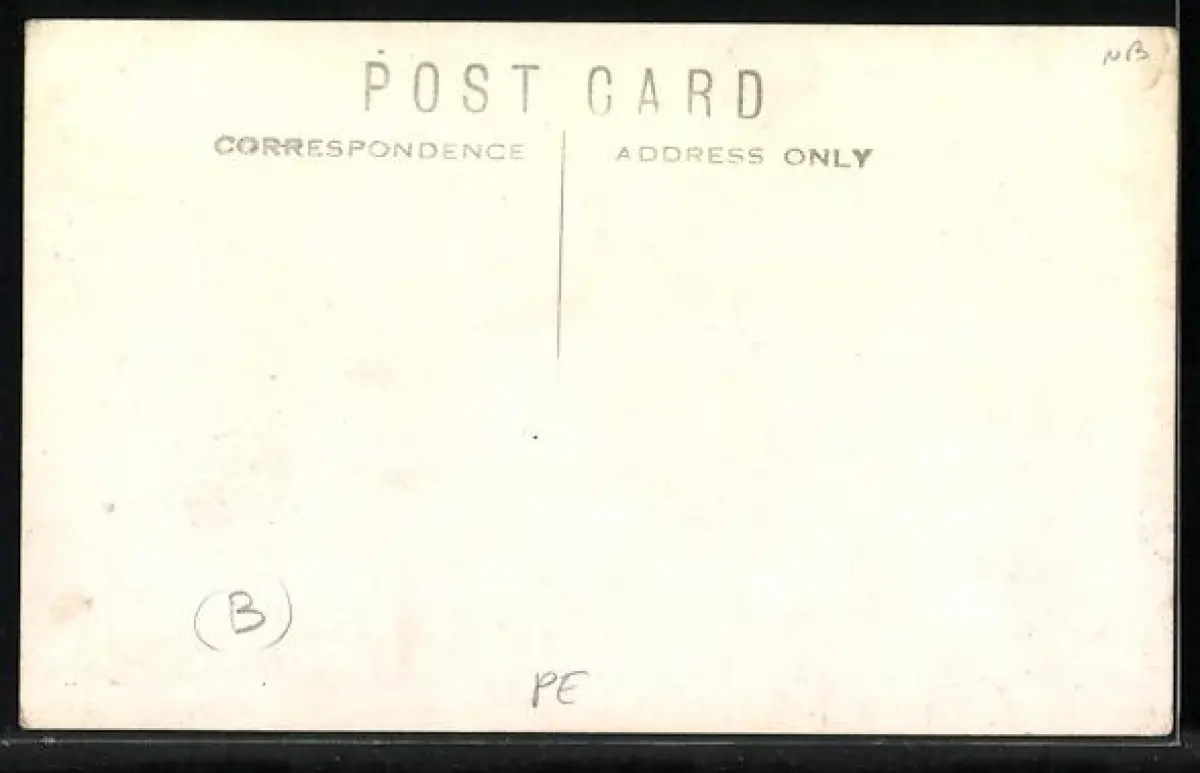 NB
POST CARD
CORRESPONDENCE ADDRESS ONLY
(B)
PE